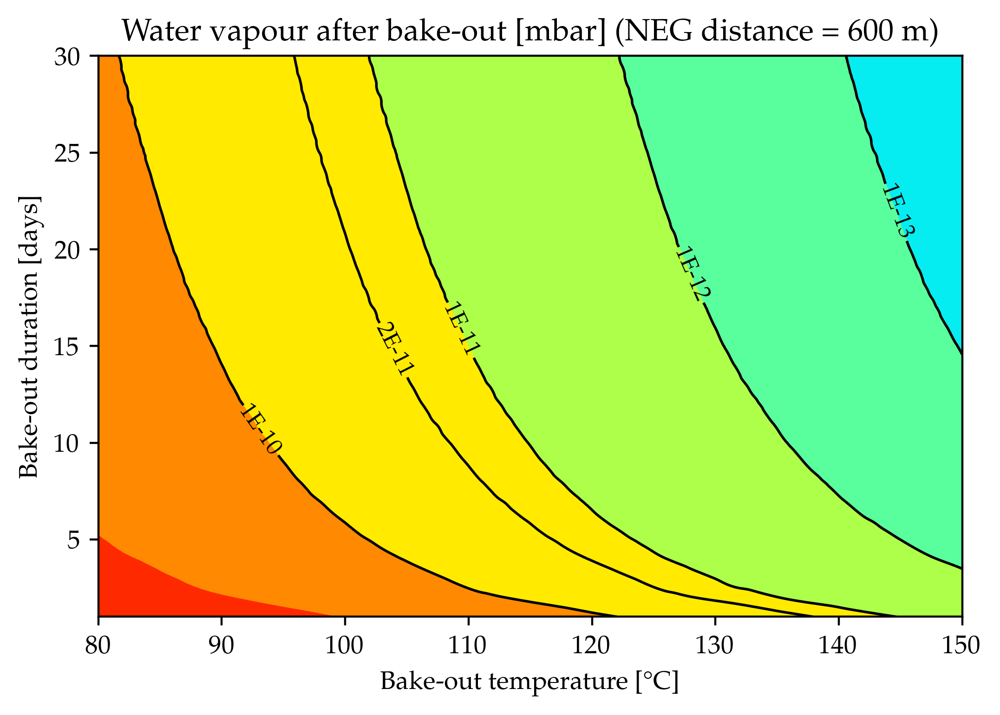 Water vapour after bake-out [mbar] (NEG distance = 600 m)
30
25
20
15
10
5
Bake-out duration [days]
1E-10
2E-11
1E-11
1E-12
1E-13
80 90 100 110 120 130 140 150
Bake-out temperature [°C]